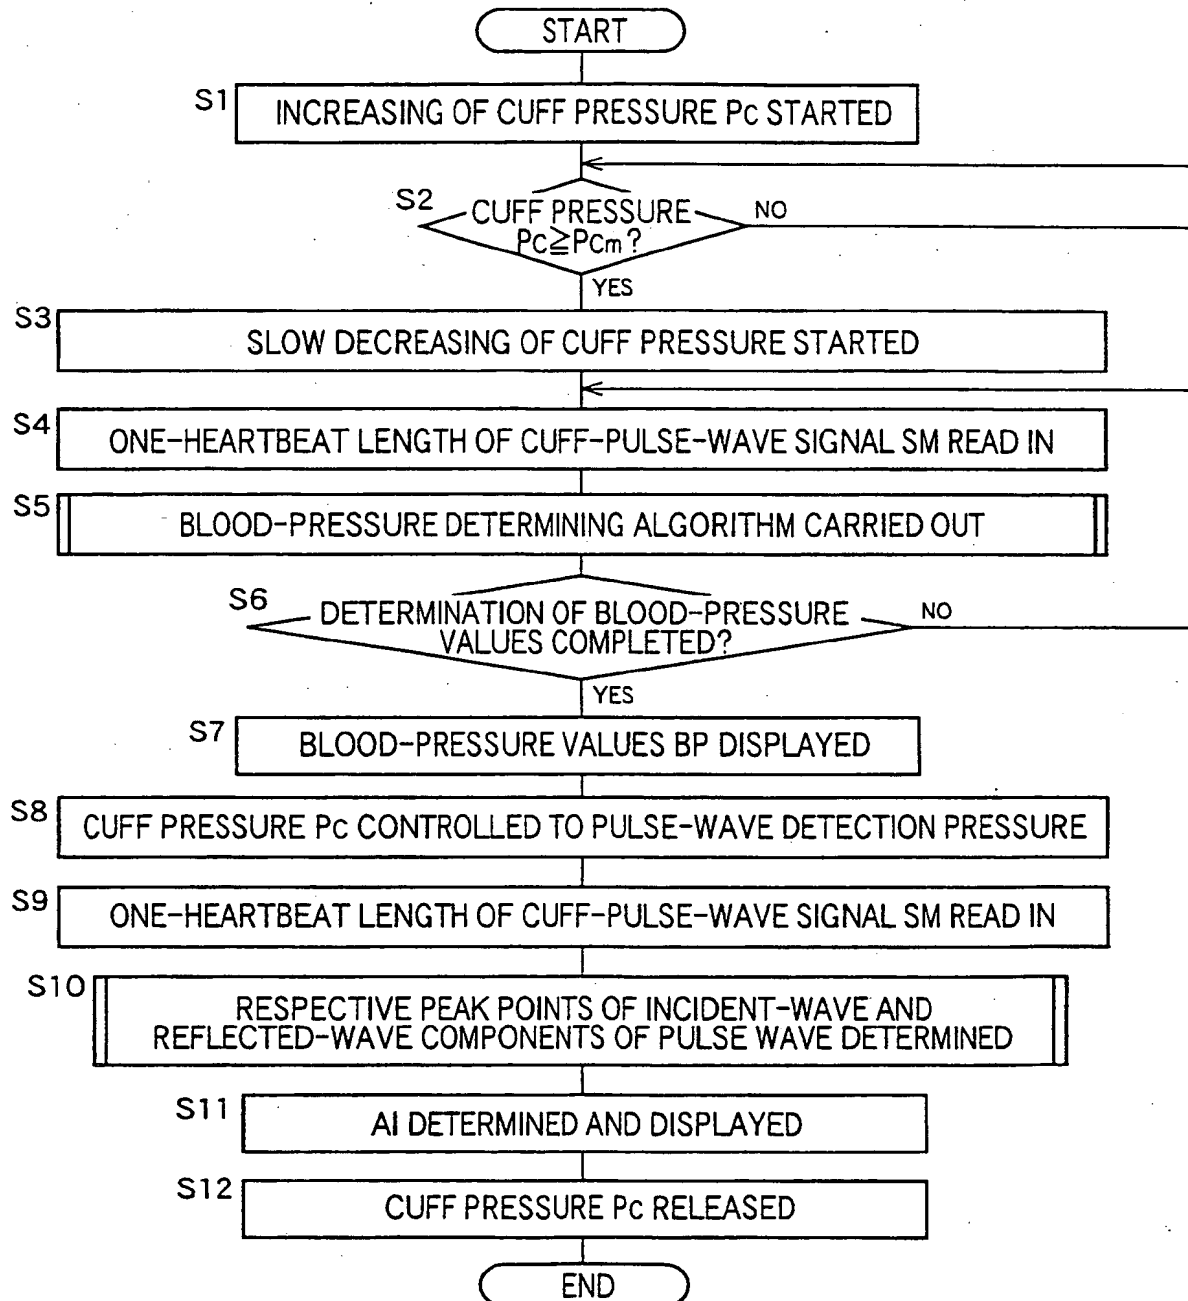 START
S1
INCREASING OF CUFF PRESSURE Pc STARTED
S2
CUFF PRESSURE
Pc≧Pcm?
NO
YES
S3
SLOW DECREASING OF CUFF PRESSURE STARTED
S4
ONE-HEARTBEAT LENGTH OF CUFF-PULSE-WAVE SIGNAL SM READ IN
S5
BLOOD-PRESSURE DETERMINING ALGORITHM CARRIED OUT
S6
DETERMINATION OF BLOOD-PRESSURE
VALUES COMPLETED?
NO
YES
S7
BLOOD-PRESSURE VALUES BP DISPLAYED
S8
CUFF PRESSURE Pc CONTROLLED TO PULSE-WAVE DETECTION PRESSURE
S9
ONE-HEARTBEAT LENGTH OF CUFF-PULSE-WAVE SIGNAL SM READ IN
S10
RESPECTIVE PEAK POINTS OF INCIDENT-WAVE AND
REFLECTED-WAVE COMPONENTS OF PULSE WAVE DETERMINED
S11
AI DETERMINED AND DISPLAYED
S12
CUFF PRESSURE Pc RELEASED
END